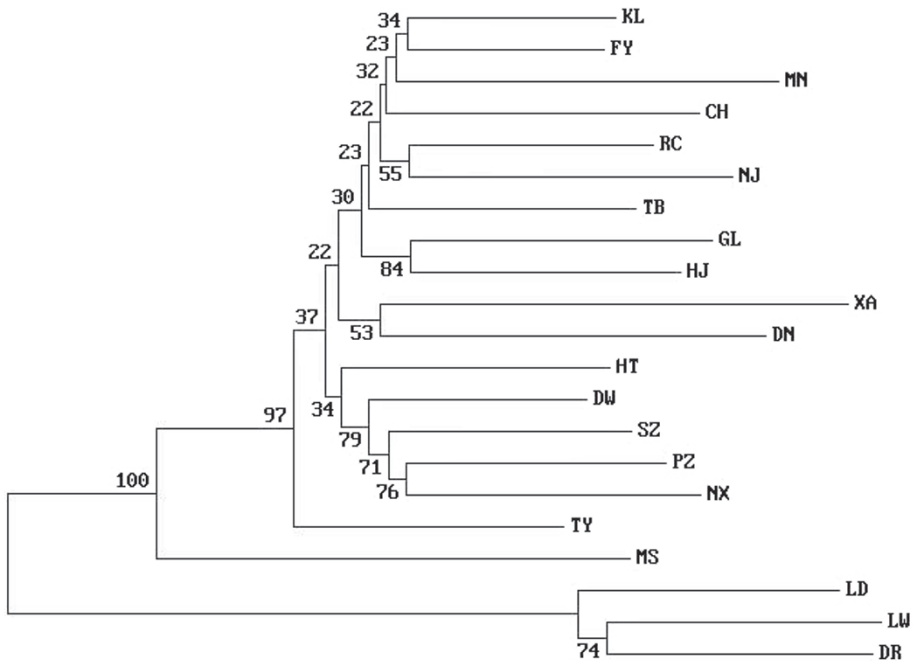 34 KL
23 FY
32 MN
22 CH
23 RC
55 NJ
30 TB
GL
84 HJ
22 XA
53 DN
37 HT
34 DW
79 SZ
71 PZ
76 NX
97 TY
100 MS
LD
LW
74 DR